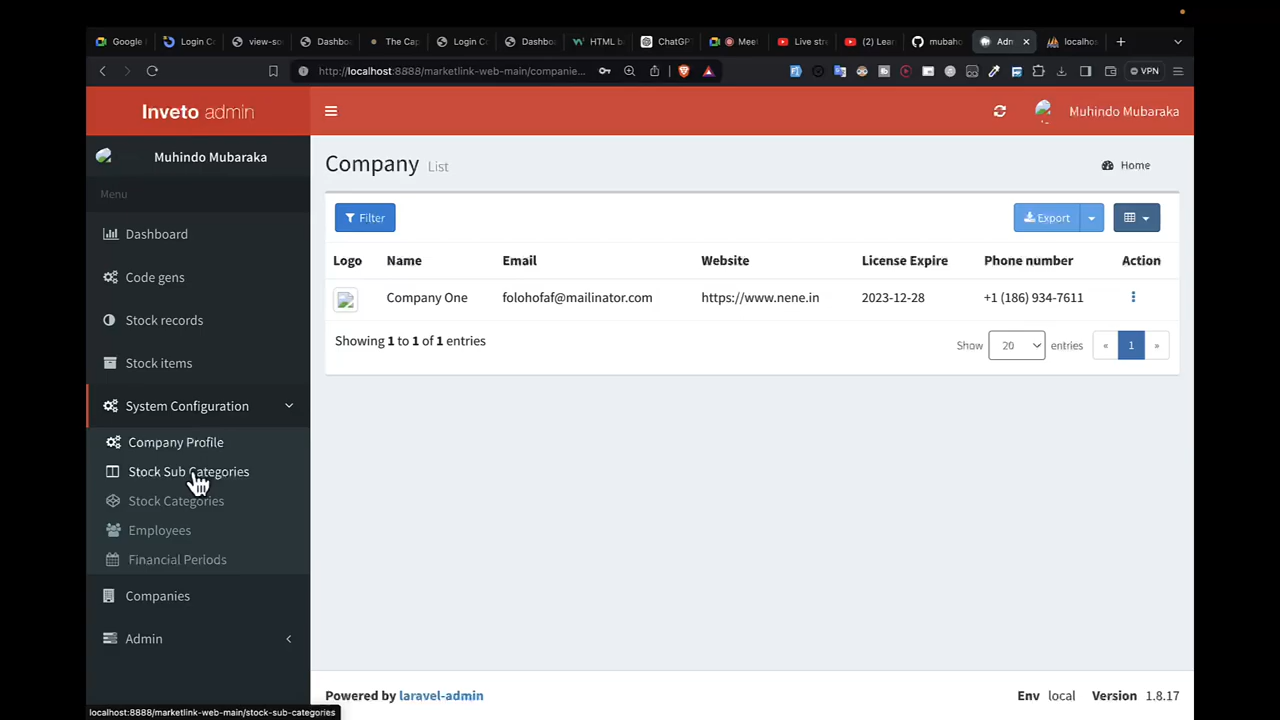 Google
Login C
view-so
Dashbo
The Cap
Login C
Dashbo
HTML b
ChatGP
Meet
Live str
(2) Lear
mubaho
Adn
localhos
http://localhost:8888/marketlink-web-main/companie...
VPN
Inveto admin
Muhindo Mubaraka
Muhindo Mubaraka
Menu
Dashboard
Code gens
Stock records
Stock items
System Configuration
Company Profile
Stock Sub Categories
Stock Categories
Employees
Financial Periods
Companies
Admin
Company List
Home
Filter
Export
Logo Name Email Website License Expire Phone number Action
Company One folohofaf@mailinator.com https://www.nene.in 2023-12-28 +1 (186) 934-7611
Showing 1 to 1 of 1 entries
Show 20 entries « 1 »
Powered by laravel-admin
Env local Version 1.8.17
localhost:8888/marketlink-web-main/stock-sub-categories